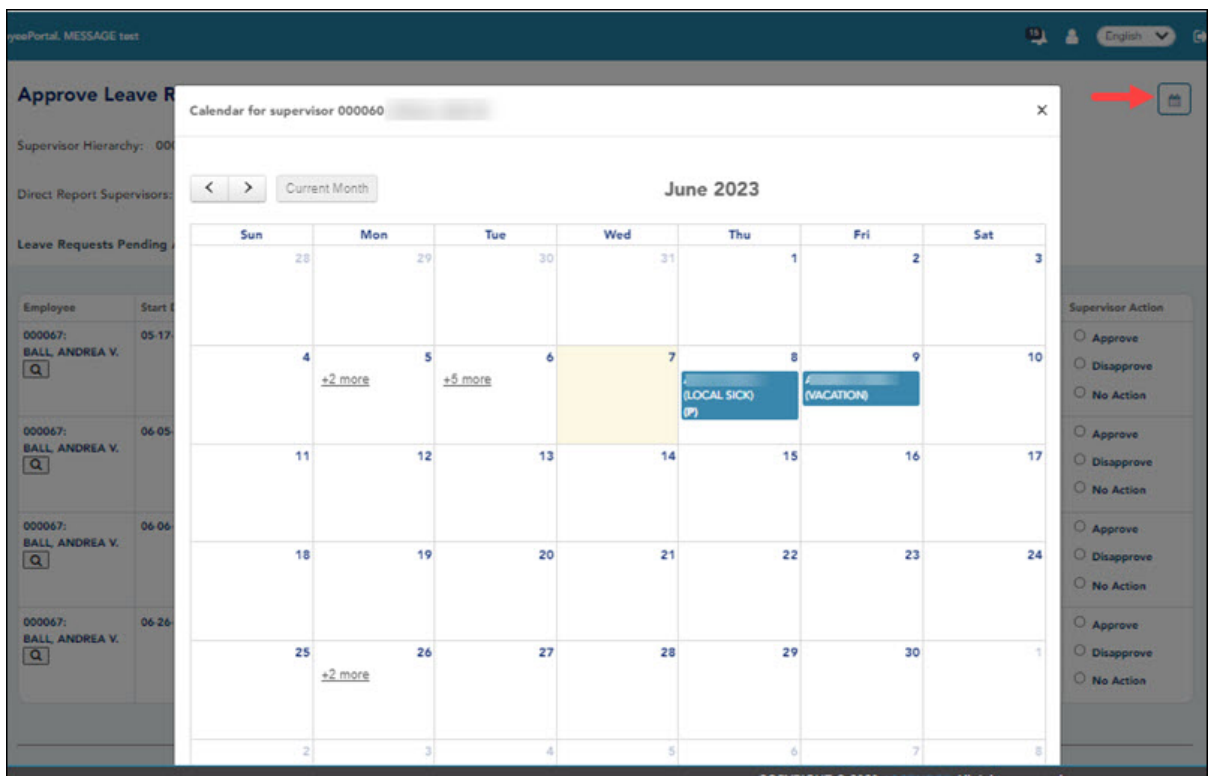 yeePortal, MESSAGE test
15
English
Approve Leave R
Calendar for supervisor 000060
×
Supervisor Hierarchy: 000
Direct Report Supervisors:
Leave Requests Pending
< > Current Month
June 2023
Sun Mon Tue Wed Thu Fri Sat
28 29 30 31 1 2 3
4 5 6 7 8 9 10
+2 more +5 more
(LOCAL SICK) (VACATION)
(P)
11 12 13 14 15 16 17
18 19 20 21 22 23 24
25 26 27 28 29 30 1
+2 more
2 3 4 5 6 7 8
Employee Start D Supervisor Action
000067: 05-17-
BALL, ANDREA V.
Approve
Disapprove
No Action
000067: 06-05-
BALL, ANDREA V.
Approve
Disapprove
No Action
000067: 06-06-
BALL, ANDREA V.
Approve
Disapprove
No Action
000067: 06-26-
BALL, ANDREA V.
Approve
Disapprove
No Action